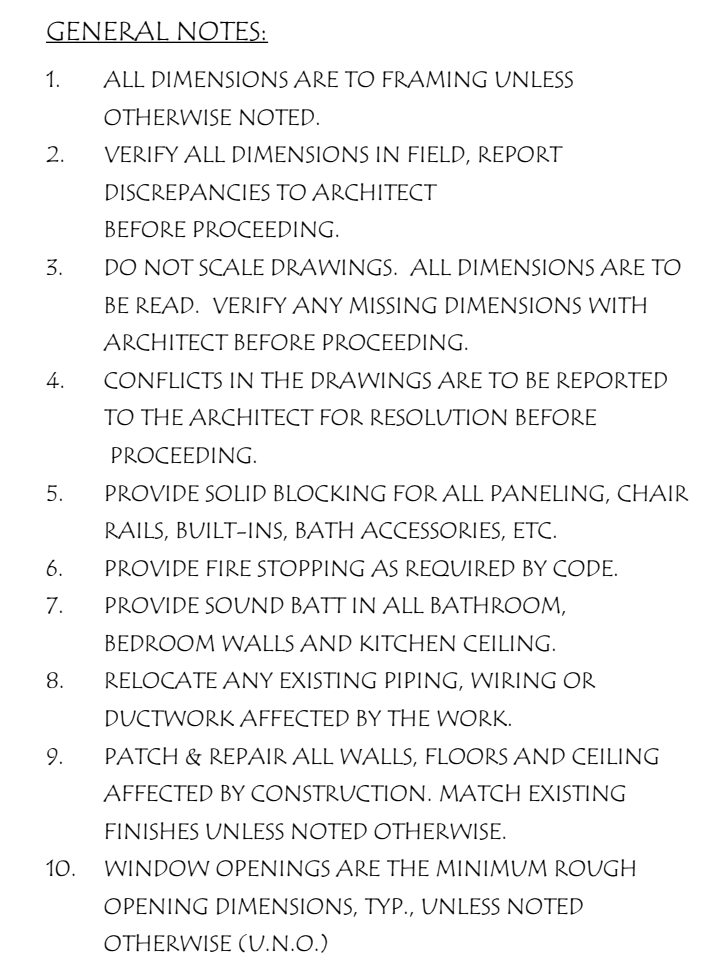 GENERAL NOTES:
1. ALL DIMENSIONS ARE TO FRAMING UNLESS
OTHERWISE NOTED.
2. VERIFY ALL DIMENSIONS IN FIELD, REPORT
DISCREPANCIES TO ARCHITECT
BEFORE PROCEEDING.
3. DO NOT SCALE DRAWINGS. ALL DIMENSIONS ARE TO
BE READ. VERIFY ANY MISSING DIMENSIONS WITH
ARCHITECT BEFORE PROCEEDING.
4. CONFLICTS IN THE DRAWINGS ARE TO BE REPORTED
TO THE ARCHITECT FOR RESOLUTION BEFORE
PROCEEDING.
5. PROVIDE SOLID BLOCKING FOR ALL PANELING, CHAIR
RAILS, BUILT-INS, BATH ACCESSORIES, ETC.
6. PROVIDE FIRE STOPPING AS REQUIRED BY CODE.
7. PROVIDE SOUND BATT IN ALL BATHROOM,
BEDROOM WALLS AND KITCHEN CEILING.
8. RELOCATE ANY EXISTING PIPING, WIRING OR
DUCTWORK AFFECTED BY THE WORK.
9. PATCH & REPAIR ALL WALLS, FLOORS AND CEILING
AFFECTED BY CONSTRUCTION. MATCH EXISTING
FINISHES UNLESS NOTED OTHERWISE.
10. WINDOW OPENINGS ARE THE MINIMUM ROUGH
OPENING DIMENSIONS, TYP., UNLESS NOTED
OTHERWISE (U.N.O.)